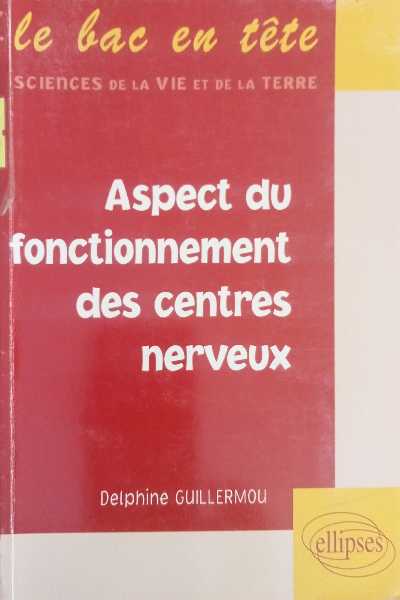 le bac en tête
SCIENCES DE LA VIE ET DE LA TERRE
Aspect du
fonctionnement
des centres
nerveux
Delphine GUILLERMOU
ellipses